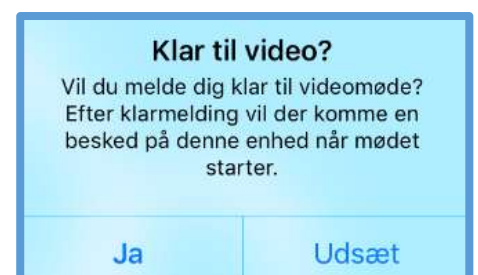 Klar til video?
Vil du melde dig klar til videomøde?
Efter klarmelding vil der komme en
besked på denne enhed når mødet
starter.
Ja
Udsæt